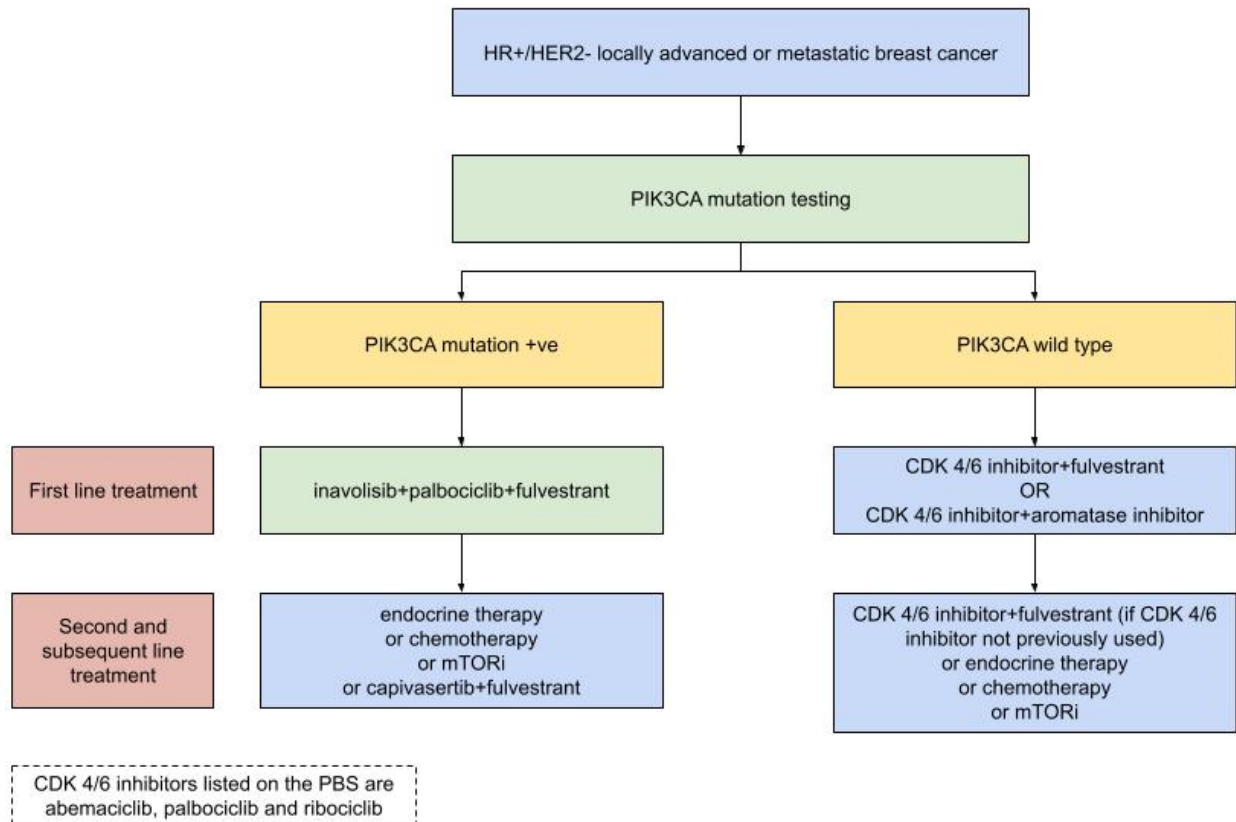 HR+/HER2- locally advanced or metastatic breast cancer
PIK3CA mutation testing
PIK3CA mutation +ve
PIK3CA wild type
First line treatment
inavolisib+palbociclib+fulvestrant
CDK 4/6 inhibitor+fulvestrant
OR
CDK 4/6 inhibitor+aromatase inhibitor
Second and
subsequent line
treatment
endocrine therapy
or chemotherapy
or mTORi
or capivasertib+fulvestrant
CDK 4/6 inhibitor+fulvestrant (if CDK 4/6
inhibitor not previously used)
or endocrine therapy
or chemotherapy
or mTORi
CDK 4/6 inhibitors listed on the PBS are
abemaciclib, palbociclib and ribociclib